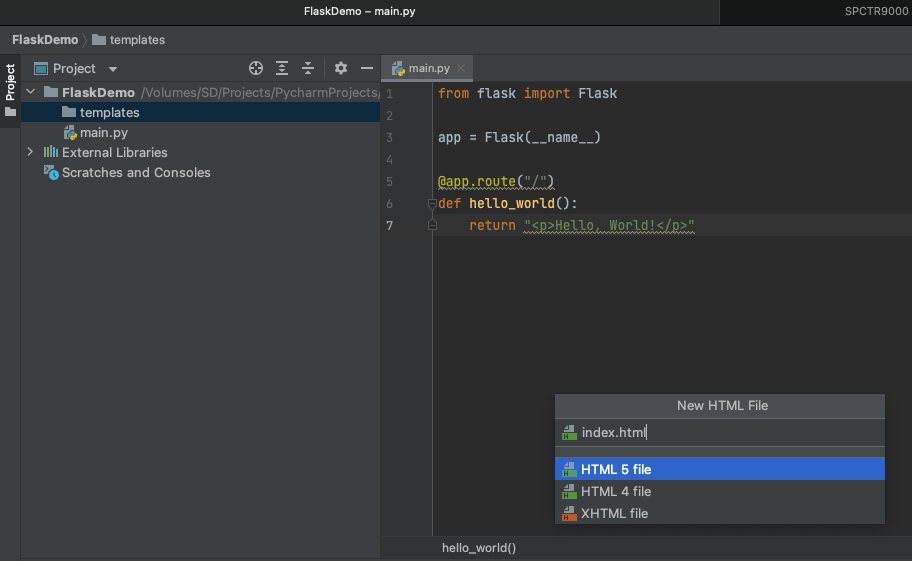 FlaskDemo – main.py
SPCTR9000
FlaskDemo templates
Project
Project
main.py
FlaskDemo /Volumes/SD/Projects/PycharmProjects/
templates
main.py
External Libraries
Scratches and Consoles
1 from flask import Flask
2
3 app = Flask(__name__)
4
5 @app.route("/")
6 def hello_world():
7 return "<p>Hello, World!</p>"
New HTML File
index.html
HTML 5 file
HTML 4 file
XHTML file
hello_world()